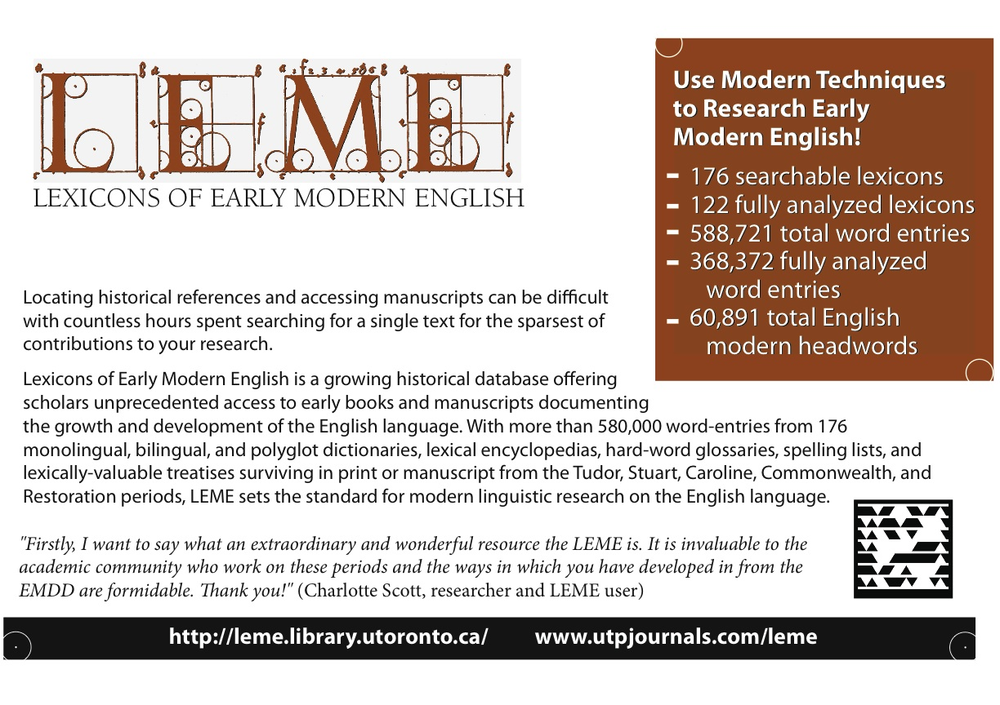 LEME
LEXICONS OF EARLY MODERN ENGLISH
Use Modern Techniques
to Research Early
Modern English!
- 176 searchable lexicons
- 122 fully analyzed lexicons
- 588,721 total word entries
- 368,372 fully analyzed
word entries
- 60,891 total English
modern headwords
Locating historical references and accessing manuscripts can be difficult
with countless hours spent searching for a single text for the sparsest of
contributions to your research.
Lexicons of Early Modern English is a growing historical database offering
scholars unprecedented access to early books and manuscripts documenting
the growth and development of the English language. With more than 580,000 word-entries from 176
monolingual, bilingual, and polyglot dictionaries, lexical encyclopedias, hard-word glossaries, spelling lists, and
lexically-valuable treatises surviving in print or manuscript from the Tudor, Stuart, Caroline, Commonwealth, and
Restoration periods, LEME sets the standard for modern linguistic research on the English language.
"Firstly, I want to say what an extraordinary and wonderful resource the LEME is. It is invaluable to the
academic community who work on these periods and the ways in which you have developed in from the
EMDD are formidable. Thank you!" (Charlotte Scott, researcher and LEME user)
http://leme.library.utoronto.ca/ www.utpjournals.com/leme